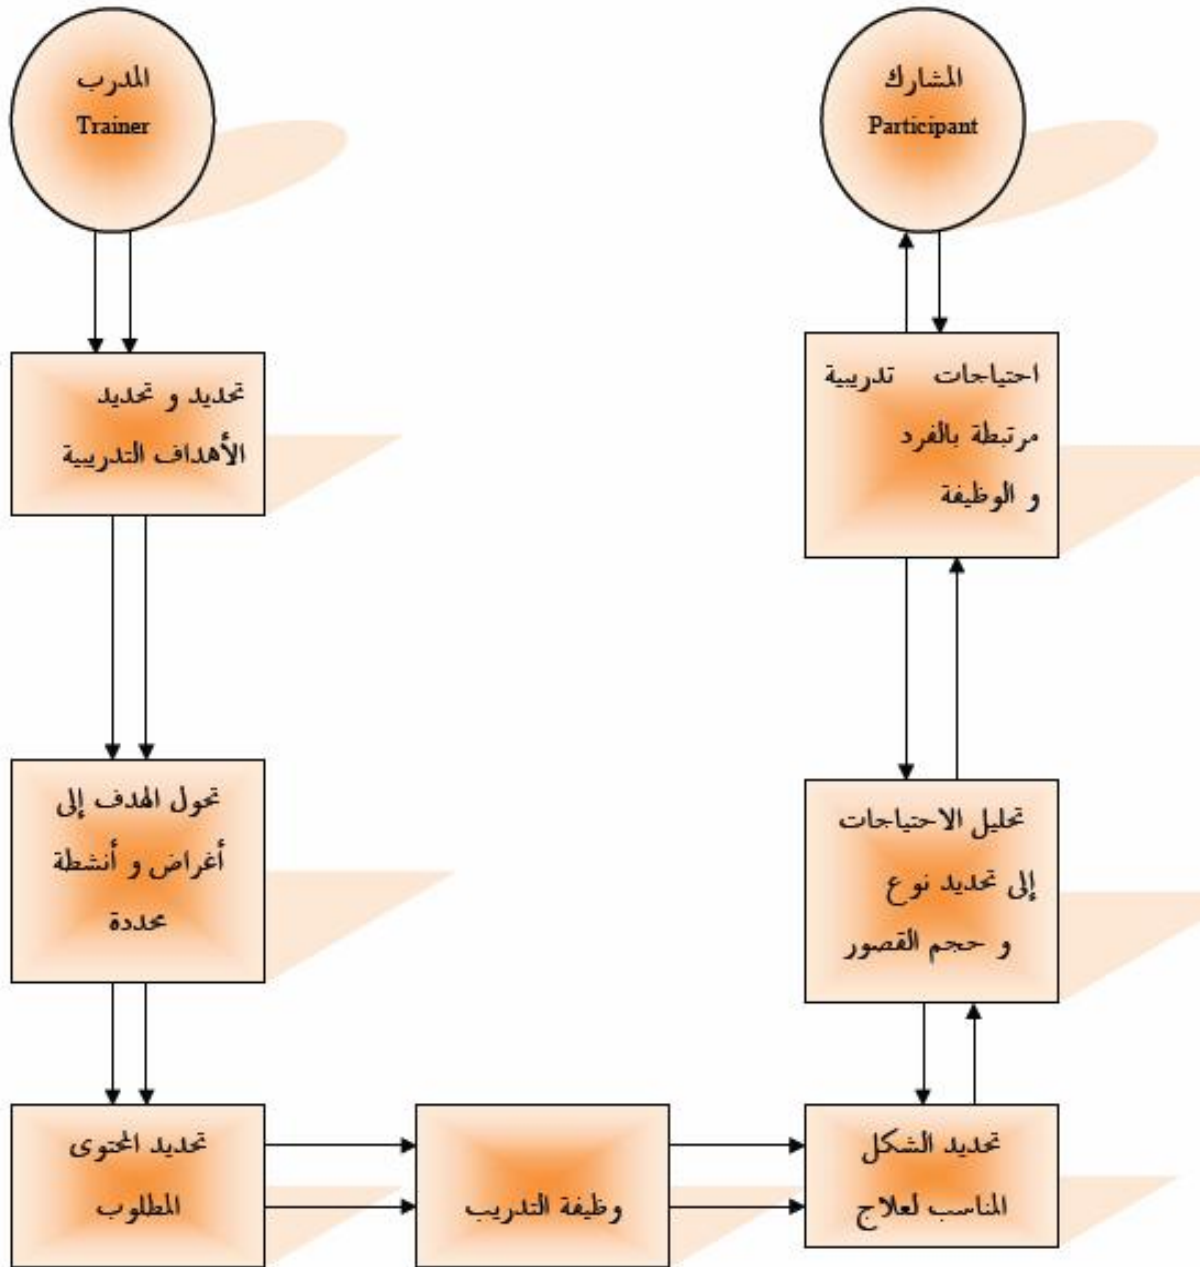 المدرب
Trainer
تحديد و تحديد
الأهداف التدريبية
تحول الهدف إلى
أغراض و أنشطة
محددة
تحديد المحتوى
المطلوب
وظيفة التدريب
تحديد الشكل
المناسب لعلاج
تحليل الاحتياجات
إلى تحديد نوع
و حجم القصور
احتياجات تدريبية
مرتبطة بالفرد
و الوظيفة
المشارك
Participant